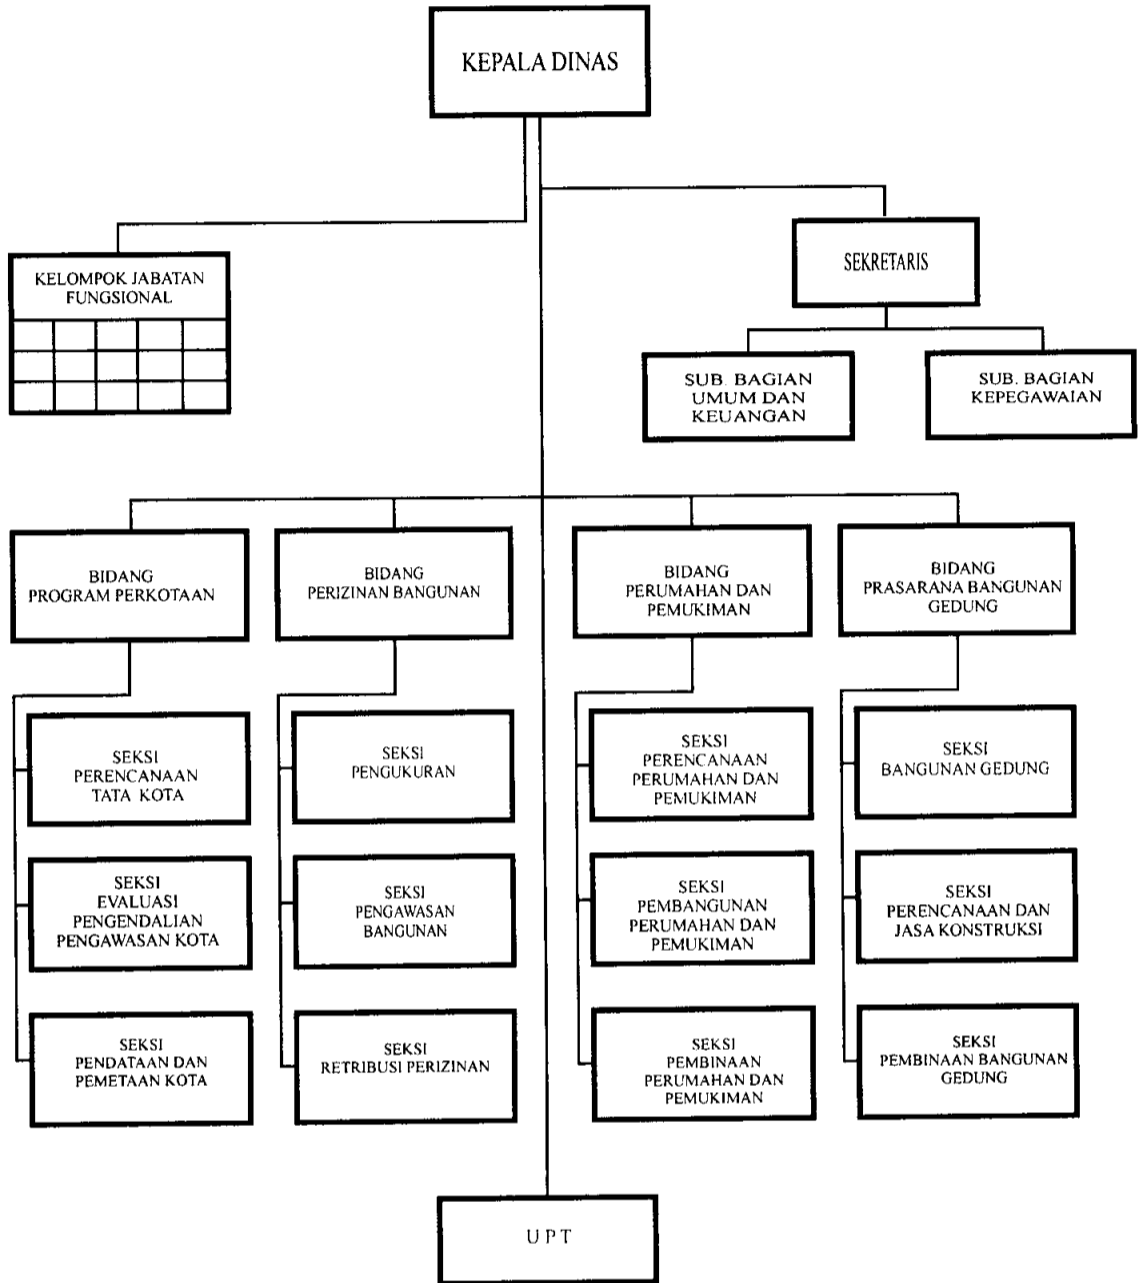 KEPALA DINAS
KELOMPOK JABATAN
FUNGSIONAL
SEKRETARIS
SUB. BAGIAN
UMUM DAN
KEUANGAN
SUB. BAGIAN
KEPEGAWAIAN
BIDANG
PROGRAM PERKOTAAN
BIDANG
PERIZINAN BANGUNAN
BIDANG
PERUMAHAN DAN
PEMUKIMAN
BIDANG
PRASARANA BANGUNAN
GEDUNG
SEKSI
PERENCANAAN
TATA KOTA
SEKSI
PENGUKURAN
SEKSI
PERENCANAAN
PERUMAHAN DAN
PEMUKIMAN
SEKSI
BANGUNAN GEDUNG
SEKSI
EVALUASI
PENGENDALIAN
PENGAWASAN KOTA
SEKSI
PENGAWASAN
BANGUNAN
SEKSI
PEMBANGUNAN
PERUMAHAN DAN
PEMUKIMAN
SEKSI
PERENCANAAN DAN
JASA KONSTRUKSI
SEKSI
PENDATAAN DAN
PEMETAAN KOTA
SEKSI
RETRIBUSI PERIZINAN
SEKSI
PEMBINAAN
PERUMAHAN DAN
PEMUKIMAN
SEKSI
PEMBINAAN BANGUNAN
GEDUNG
U P T